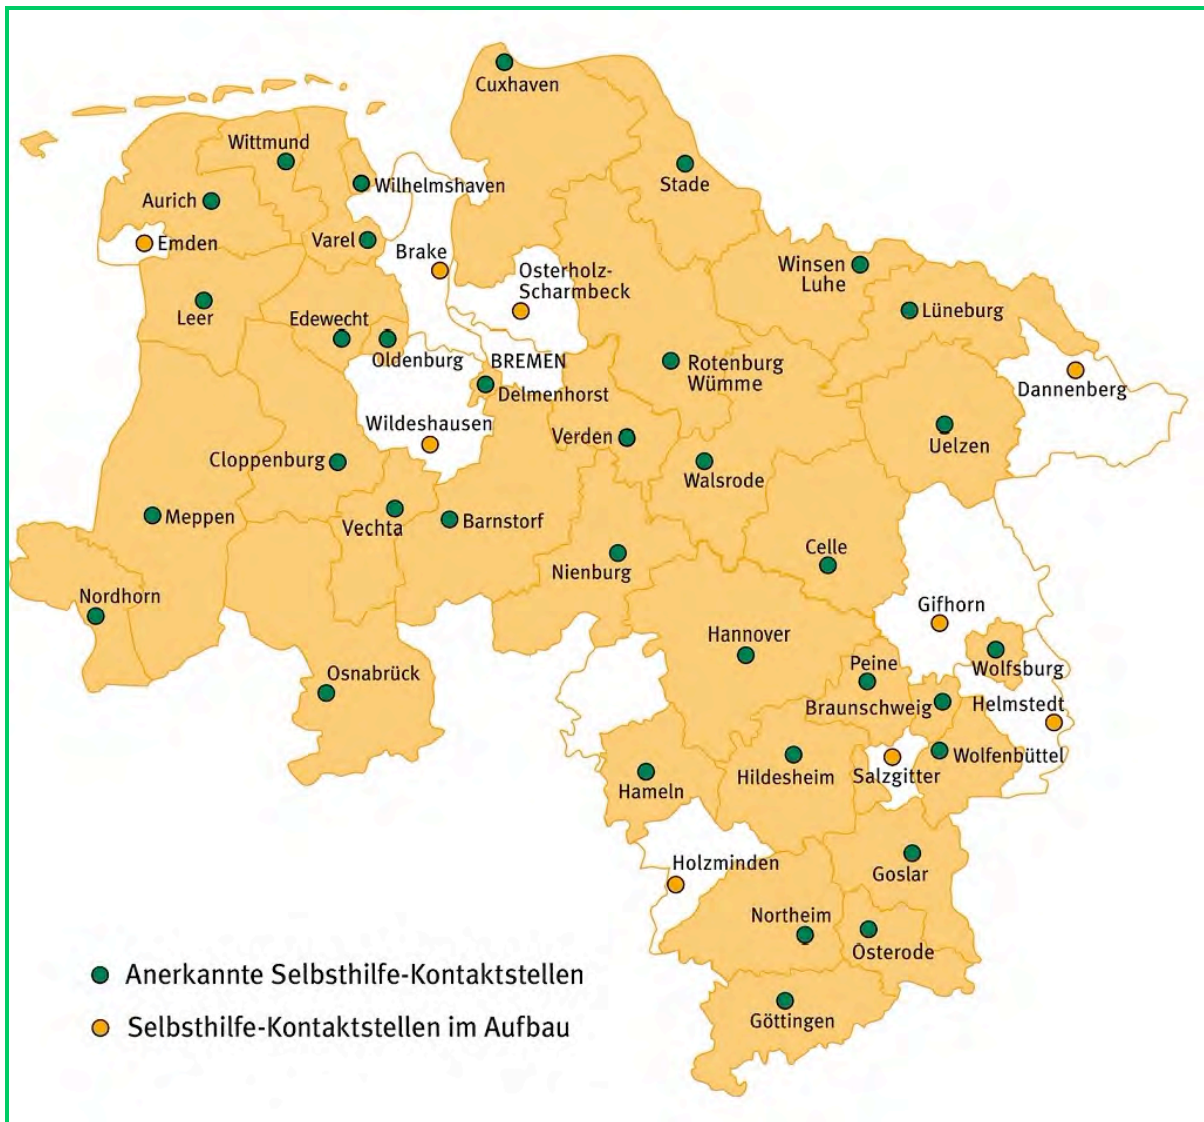 Cuxhaven
Wittmund
Stade
Wilhelmshaven
Aurich
Emden
Varel
Brake
Osterholz-
Scharmbeck
Winsen
Luhe
Leer
Edewecht
Lüneburg
Oldenburg
BREMEN
Rotenburg
Wümme
Dannenberg
Delmenhorst
Wildeshausen
Verden
Uelzen
Cloppenburg
Walsrode
Meppen
Vechta
Barnstorf
Celle
Nienburg
Nordhorn
Gifhorn
Hannover
Peine
Wolfsburg
Osnabrück
Braunschweig
Helmstedt
Wolfenbüttel
Hildesheim
Salzgitter
Hameln
Holzminden
Goslar
Northeim
Osterode
Anerkannte Selbsthilfe-Kontaktstellen
Göttingen
Selbsthilfe-Kontaktstellen im Aufbau